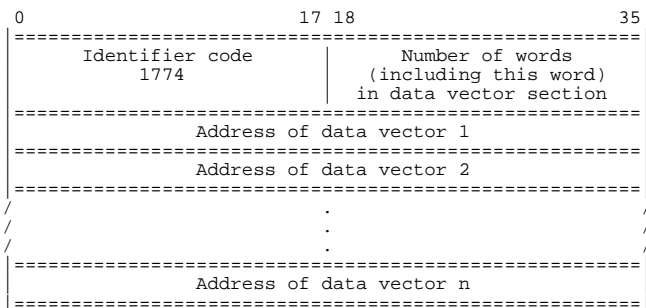 0 17 18 35
|=======================================================|
Identifier code | Number of words
1774 | (including this word)
| in data vector section
|=======================================================|
Address of data vector 1
|=======================================================|
Address of data vector 2
|=======================================================|
/ . /
/ . /
/ . /
|=======================================================|
Address of data vector n
|=======================================================|